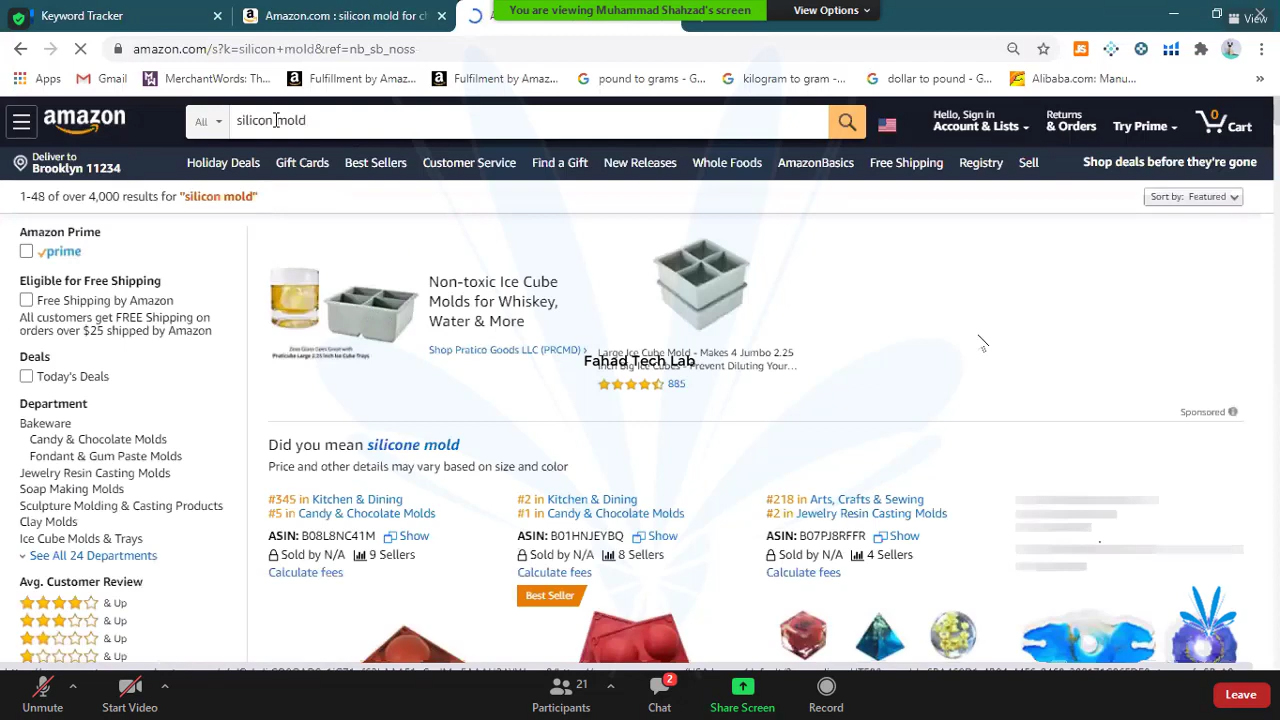 Keyword Tracker
Amazon.com : silicon mold for c
You are viewing Muhammad Shahzad's screen
View Options
View
amazon.com/s?k=silicon+mold&ref=nb_sb_noss
Apps
Gmail
MerchantWords: Th...
Fulfillment by Amaz...
Fulfilment by Amaz...
pound to grams - G...
kilogram to gram -...
dollar to pound - G...
Alibaba.com: Manu...
»
amazon
All
silicon mold
Hello, Sign in
Account & Lists
Returns
& Orders
Try Prime
0
Cart
Deliver to
Brooklyn 11234
Holiday Deals
Gift Cards
Best Sellers
Customer Service
Find a Gift
New Releases
Whole Foods
AmazonBasics
Free Shipping
Registry
Sell
Shop deals before they're gone
1-48 of over 4,000 results for "silicon mold"
Sort by: Featured
Amazon Prime
prime
Eligible for Free Shipping
Free Shipping by Amazon
All customers get FREE Shipping on
orders over $25 shipped by Amazon
Deals
Today's Deals
Department
Bakeware
Candy & Chocolate Molds
Fondant & Gum Paste Molds
Jewelry Resin Casting Molds
Soap Making Molds
Sculpture Molding & Casting Products
Clay Molds
Ice Cube Molds & Trays
See All 24 Departments
Avg. Customer Review
& Up
& Up
& Up
& Up
Non-toxic Ice Cube
Molds for Whiskey,
Water & More
Shop Pratico Goods LLC (PRCMD) ›
Large Ice Cube Mold - Makes 4 Jumbo 2.25
Inch Big Ice Cubes - Prevent Diluting Your...
Fahad Tech Lab
885
Sponsored
Did you mean silicone mold
Price and other details may vary based on size and color
#345 in Kitchen & Dining
#5 in Candy & Chocolate Molds
ASIN: B08L8NC41M
Show
Sold by N/A
9 Sellers
Calculate fees
#2 in Kitchen & Dining
#1 in Candy & Chocolate Molds
ASIN: B01HNJEYBQ
Show
Sold by N/A
8 Sellers
Calculate fees
Best Seller
#218 in Arts, Crafts & Sewing
#2 in Jewelry Resin Casting Molds
ASIN: B07PJ8RFFR
Show
Sold by N/A
4 Sellers
Calculate fees
Unmute
Start Video
21
Participants
2
Chat
Share Screen
Record
Leave